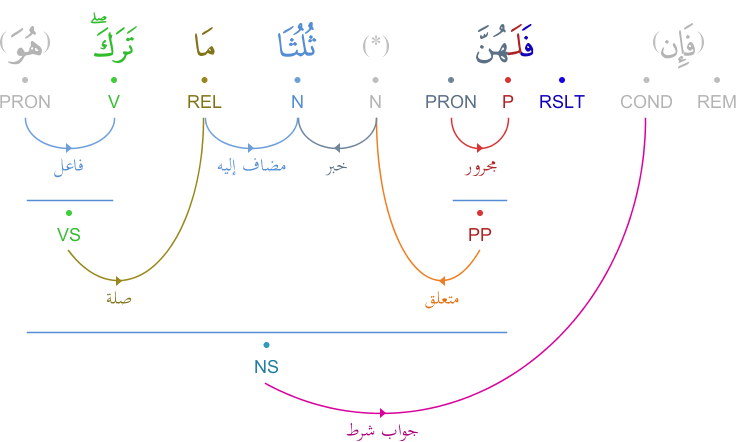 (فَإِن) فَلَهُنَّ (*) ثُلُثَا مَا تَرَكَۖ (هُوَ)
REM COND RSLT P PRON N N REL V PRON
مجرور خبر مضاف إليه فاعل
PP VS
متعلق صلة
NS
جواب شرط